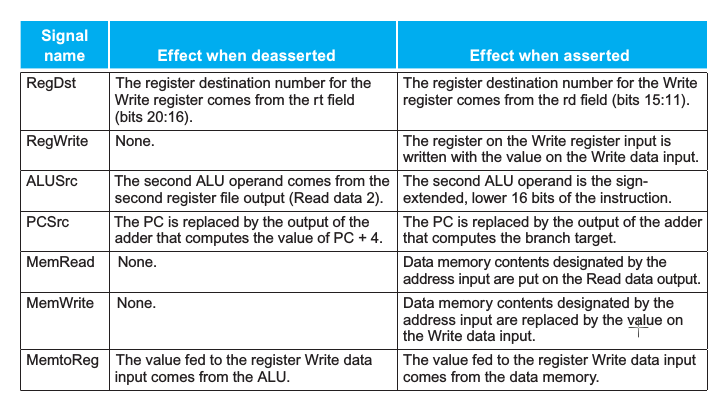 Signal name
Effect when deasserted
Effect when asserted
RegDst
The register destination number for the
Write register comes from the rt field
(bits 20:16).
The register destination number for the Write
register comes from the rd field (bits 15:11).
RegWrite
None.
The register on the Write register input is
written with the value on the Write data input.
ALUSrc
The second ALU operand comes from the
second register file output (Read data 2).
The second ALU operand is the sign-
extended, lower 16 bits of the instruction.
PCSrc
The PC is replaced by the output of the
adder that computes the value of PC + 4.
The PC is replaced by the output of the adder
that computes the branch target.
MemRead
None.
Data memory contents designated by the
address input are put on the Read data output.
MemWrite
None.
Data memory contents designated by the
address input are replaced by the value on
the Write data input.
MemtoReg
The value fed to the register Write data
input comes from the ALU.
The value fed to the register Write data input
comes from the data memory.